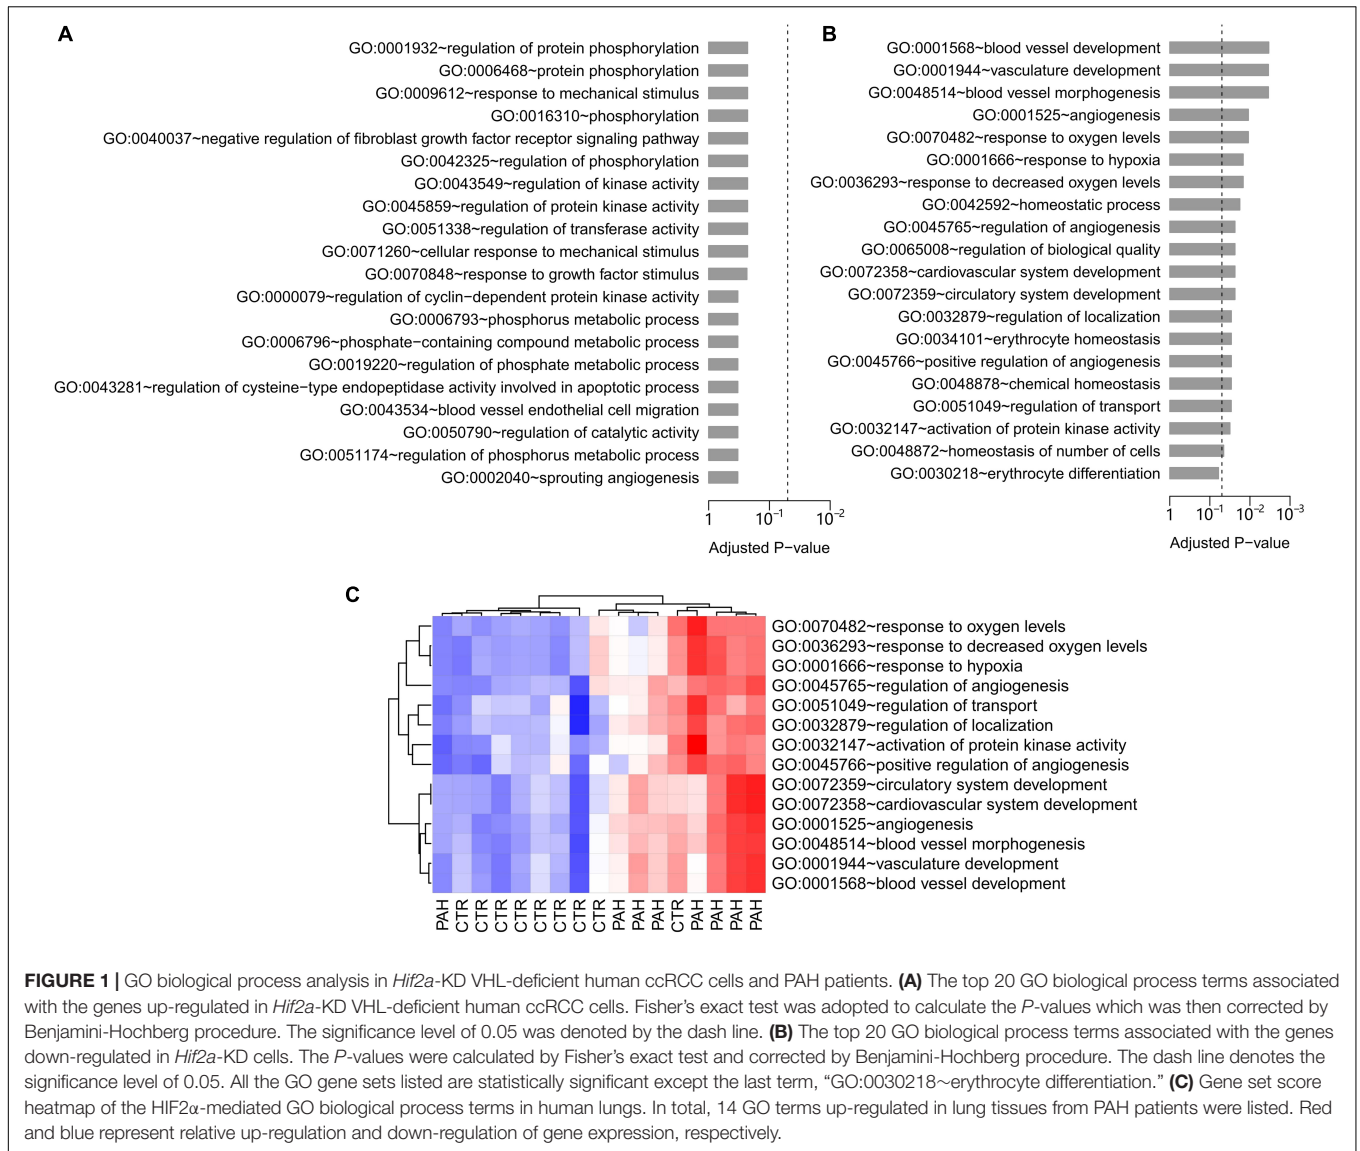 A
GO:0001932~regulation of protein phosphorylation
GO:0006468~protein phosphorylation
GO:0009612~response to mechanical stimulus
GO:0016310~phosphorylation
GO:0040037~negative regulation of fibroblast growth factor receptor signaling pathway
GO:0042325~regulation of phosphorylation
GO:0043549~regulation of kinase activity
GO:0045859~regulation of protein kinase activity
GO:0051338~regulation of transferase activity
GO:0071260~cellular response to mechanical stimulus
GO:0070848~response to growth factor stimulus
GO:0000079~regulation of cyclin−dependent protein kinase activity
GO:0006793~phosphorus metabolic process
GO:0006796~phosphate−containing compound metabolic process
GO:0019220~regulation of phosphate metabolic process
GO:0043281~regulation of cysteine−type endopeptidase activity involved in apoptotic process
GO:0043534~blood vessel endothelial cell migration
GO:0050790~regulation of catalytic activity
GO:0051174~regulation of phosphorus metabolic process
GO:0002040~sprouting angiogenesis
1 10⁻¹ 10⁻²
Adjusted P−value
B
GO:0001568~blood vessel development
GO:0001944~vasculature development
GO:0048514~blood vessel morphogenesis
GO:0001525~angiogenesis
GO:0070482~response to oxygen levels
GO:0001666~response to hypoxia
GO:0036293~response to decreased oxygen levels
GO:0042592~homeostatic process
GO:0045765~regulation of angiogenesis
GO:0065008~regulation of biological quality
GO:0072358~cardiovascular system development
GO:0072359~circulatory system development
GO:0032879~regulation of localization
GO:0034101~erythrocyte homeostasis
GO:0045766~positive regulation of angiogenesis
GO:0048878~chemical homeostasis
GO:0051049~regulation of transport
GO:0032147~activation of protein kinase activity
GO:0048872~homeostasis of number of cells
GO:0030218~erythrocyte differentiation
1 10⁻¹ 10⁻² 10⁻³
Adjusted P−value
C
GO:0070482~response to oxygen levels
GO:0036293~response to decreased oxygen levels
GO:0001666~response to hypoxia
GO:0045765~regulation of angiogenesis
GO:0051049~regulation of transport
GO:0032879~regulation of localization
GO:0032147~activation of protein kinase activity
GO:0045766~positive regulation of angiogenesis
GO:0072359~circulatory system development
GO:0072358~cardiovascular system development
GO:0001525~angiogenesis
GO:0048514~blood vessel morphogenesis
GO:0001944~vasculature development
GO:0001568~blood vessel development
PAH CTR CTR CTR CTR CTR CTR CTR CTR PAH PAH PAH CTR PAH PAH PAH PAH
FIGURE 1 | GO biological process analysis in Hif2a-KD VHL-deficient human ccRCC cells and PAH patients. (A) The top 20 GO biological process terms associated
with the genes up-regulated in Hif2a-KD VHL-deficient human ccRCC cells. Fisher's exact test was adopted to calculate the P-values which was then corrected by
Benjamini-Hochberg procedure. The significance level of 0.05 was denoted by the dash line. (B) The top 20 GO biological process terms associated with the genes
down-regulated in Hif2a-KD cells. The P-values were calculated by Fisher's exact test and corrected by Benjamini-Hochberg procedure. The dash line denotes the
significance level of 0.05. All the GO gene sets listed are statistically significant except the last term, “GO:0030218∼erythrocyte differentiation.” (C) Gene set score
heatmap of the HIF2α-mediated GO biological process terms in human lungs. In total, 14 GO terms up-regulated in lung tissues from PAH patients were listed. Red
and blue represent relative up-regulation and down-regulation of gene expression, respectively.